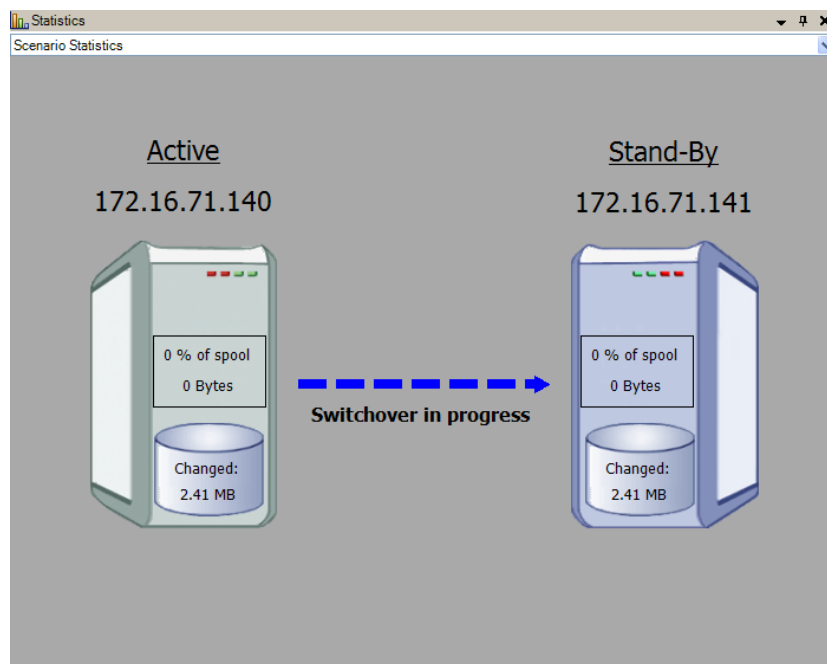 Statistics
Scenario Statistics
Active
172.16.71.140
0 % of spool
0 Bytes
Changed:
2.41 MB
Switchover in progress
Stand-By
172.16.71.141
0 % of spool
0 Bytes
Changed:
2.41 MB